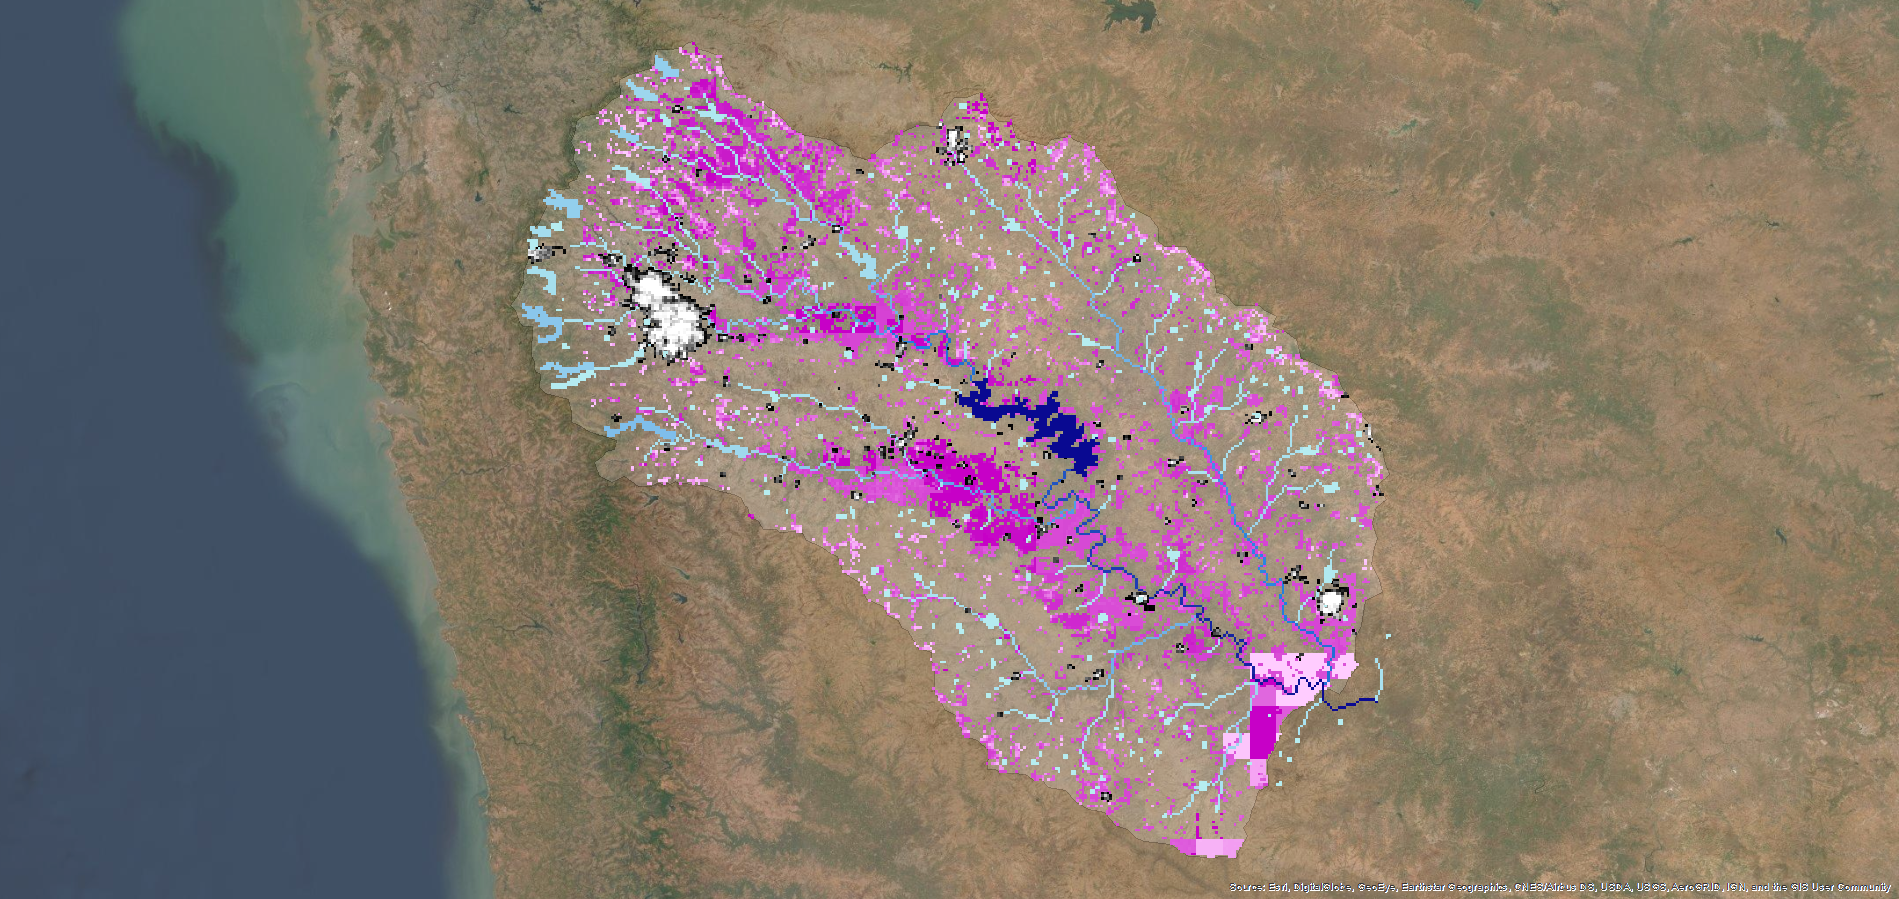 Source: Esri, DigitalGlobe, GeoEye, Earthstar Geographics, CNES/Airbus DS, USDA, USGS, AeroGRID, IGN, and the GIS User Community